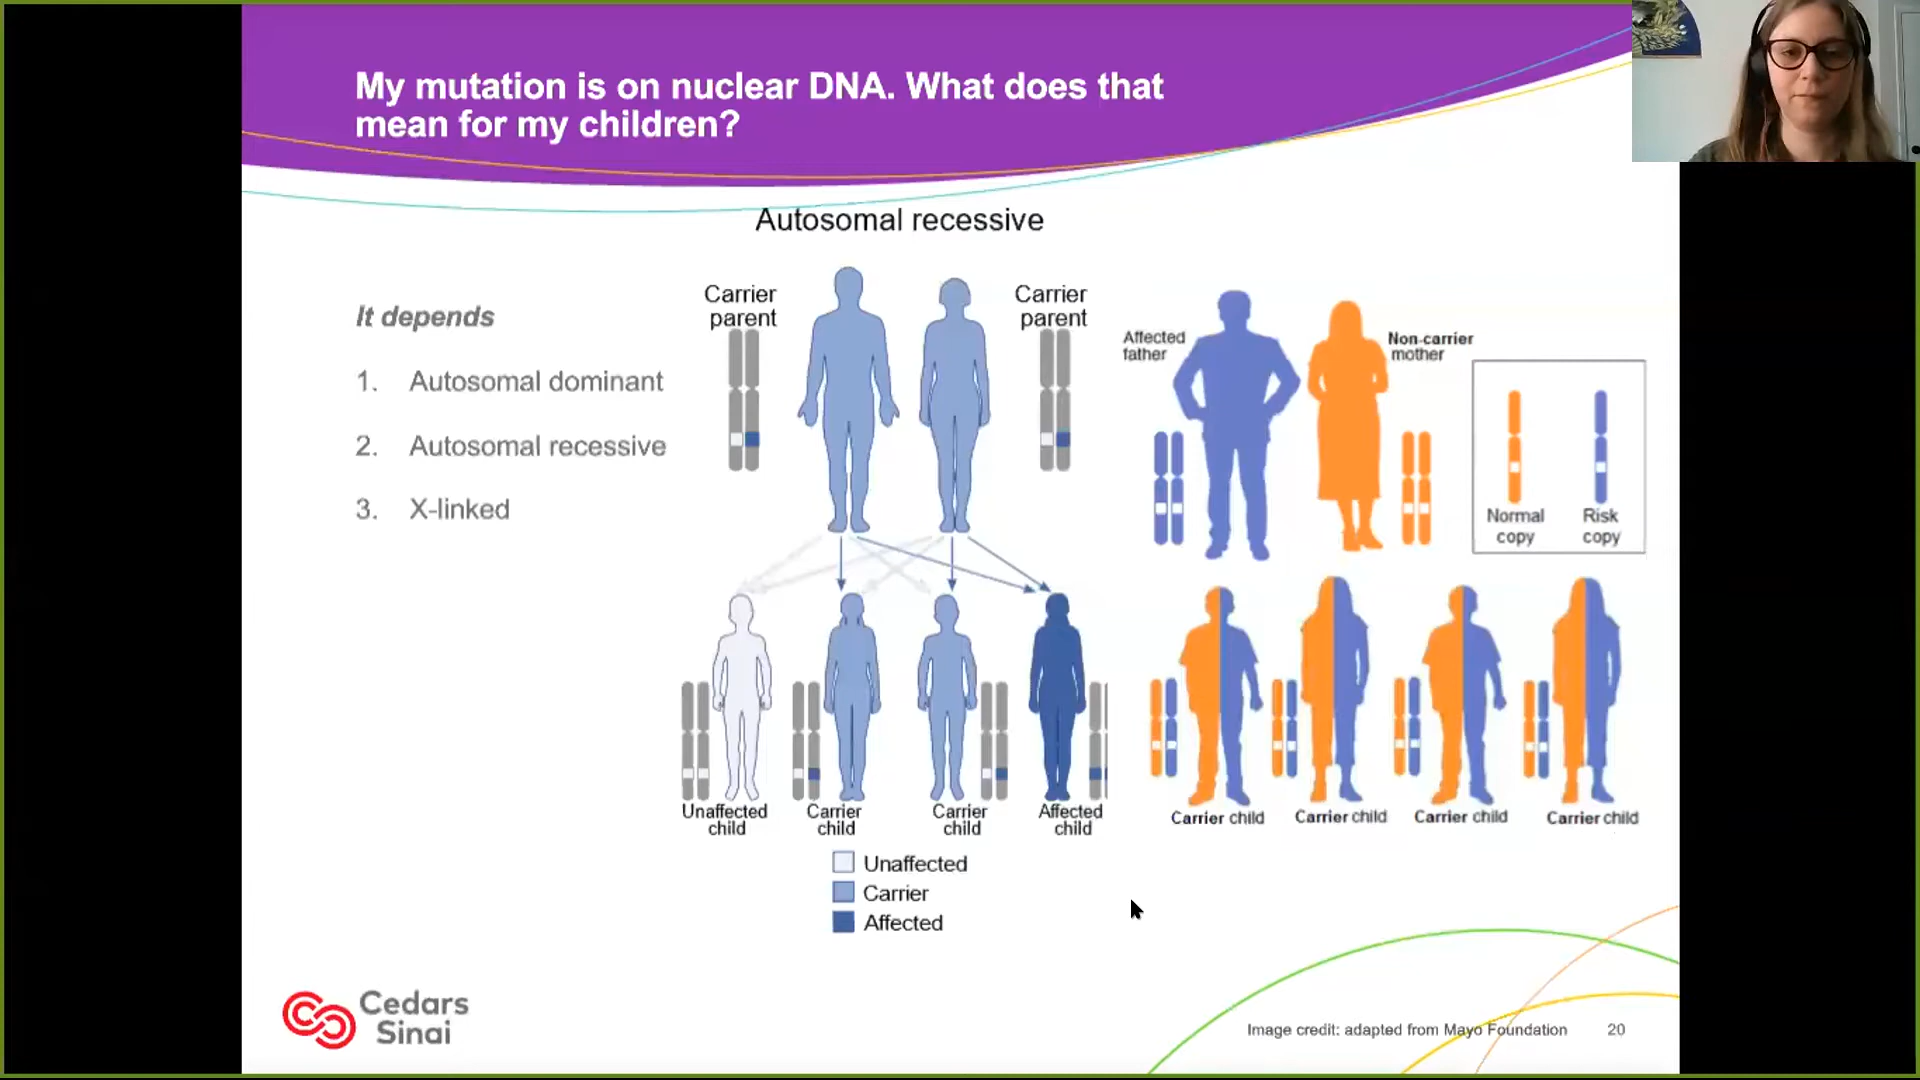 My mutation is on nuclear DNA. What does that
mean for my children?
Autosomal recessive
It depends
1. Autosomal dominant
2. Autosomal recessive
3. X-linked
Carrier
parent
Carrier
parent
Affected
father
Non-carrier
mother
Normal
copy
Risk
copy
Unaffected
child
Carrier
child
Carrier
child
Affected
child
Carrier child
Carrier child
Carrier child
Carrier child
Unaffected
Carrier
Affected
Cedars
Sinai
Image credit: adapted from Mayo Foundation
20